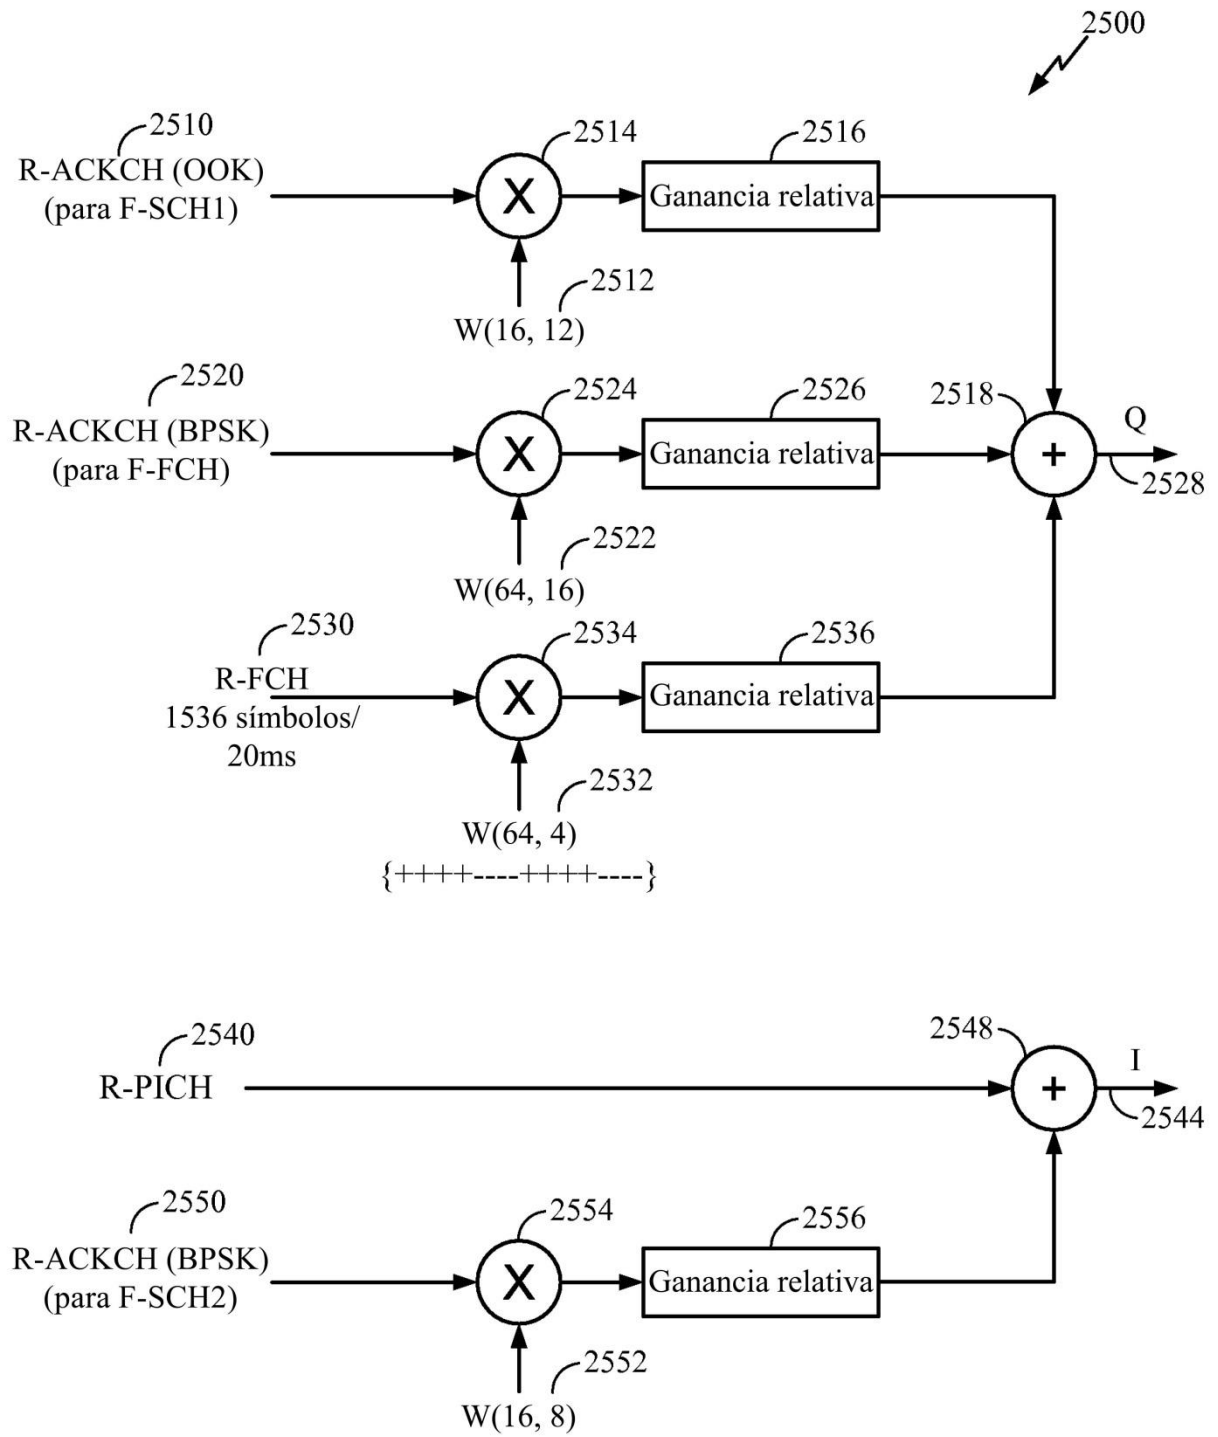 2500
2510
R-ACKCH (OOK)
(para F-SCH1)
2514
X
2516
Ganancia relativa
2512
W(16, 12)
2520
R-ACKCH (BPSK)
(para F-FCH)
2524
X
2526
Ganancia relativa
2518
+
Q
2528
2522
W(64, 16)
2530
R-FCH
1536 símbolos/
20ms
2534
X
2536
Ganancia relativa
2532
W(64, 4)
{++++----++++----}
2540
R-PICH
2548
+
I
2544
2550
R-ACKCH (BPSK)
(para F-SCH2)
2554
X
2556
Ganancia relativa
2552
W(16, 8)